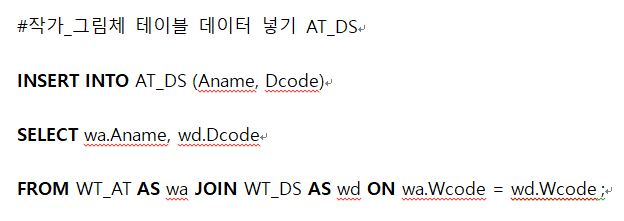 #작가_그림체 테이블 데이터 넣기 AT_DS
INSERT INTO AT_DS (Aname, Dcode)
SELECT wa.Aname, wd.Dcode
FROM WT_AT AS wa JOIN WT_DS AS wd ON wa.Wcode = wd.Wcode ;